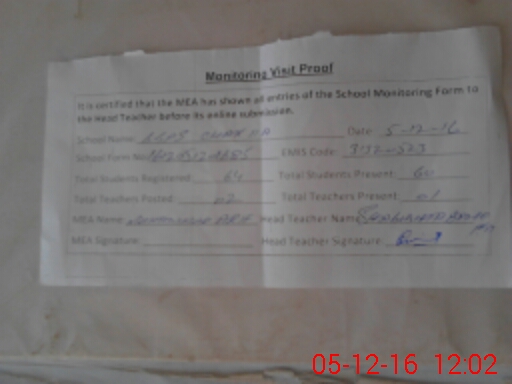 Monitoring Visit Proof
It is certified that the MEA has shown all entries of the School Monitoring Form to
the Head Teacher before its online submission.
School Name: Date: 5-12-16
School Form No: EMIS Code:
Total Students Registered: 64 Total Students Present: 60
Total Teachers Posted: 02 Total Teachers Present: 01
MEA Name: Head Teacher Name:
MEA Signature: Head Teacher Signature:
05-12-16 12:02